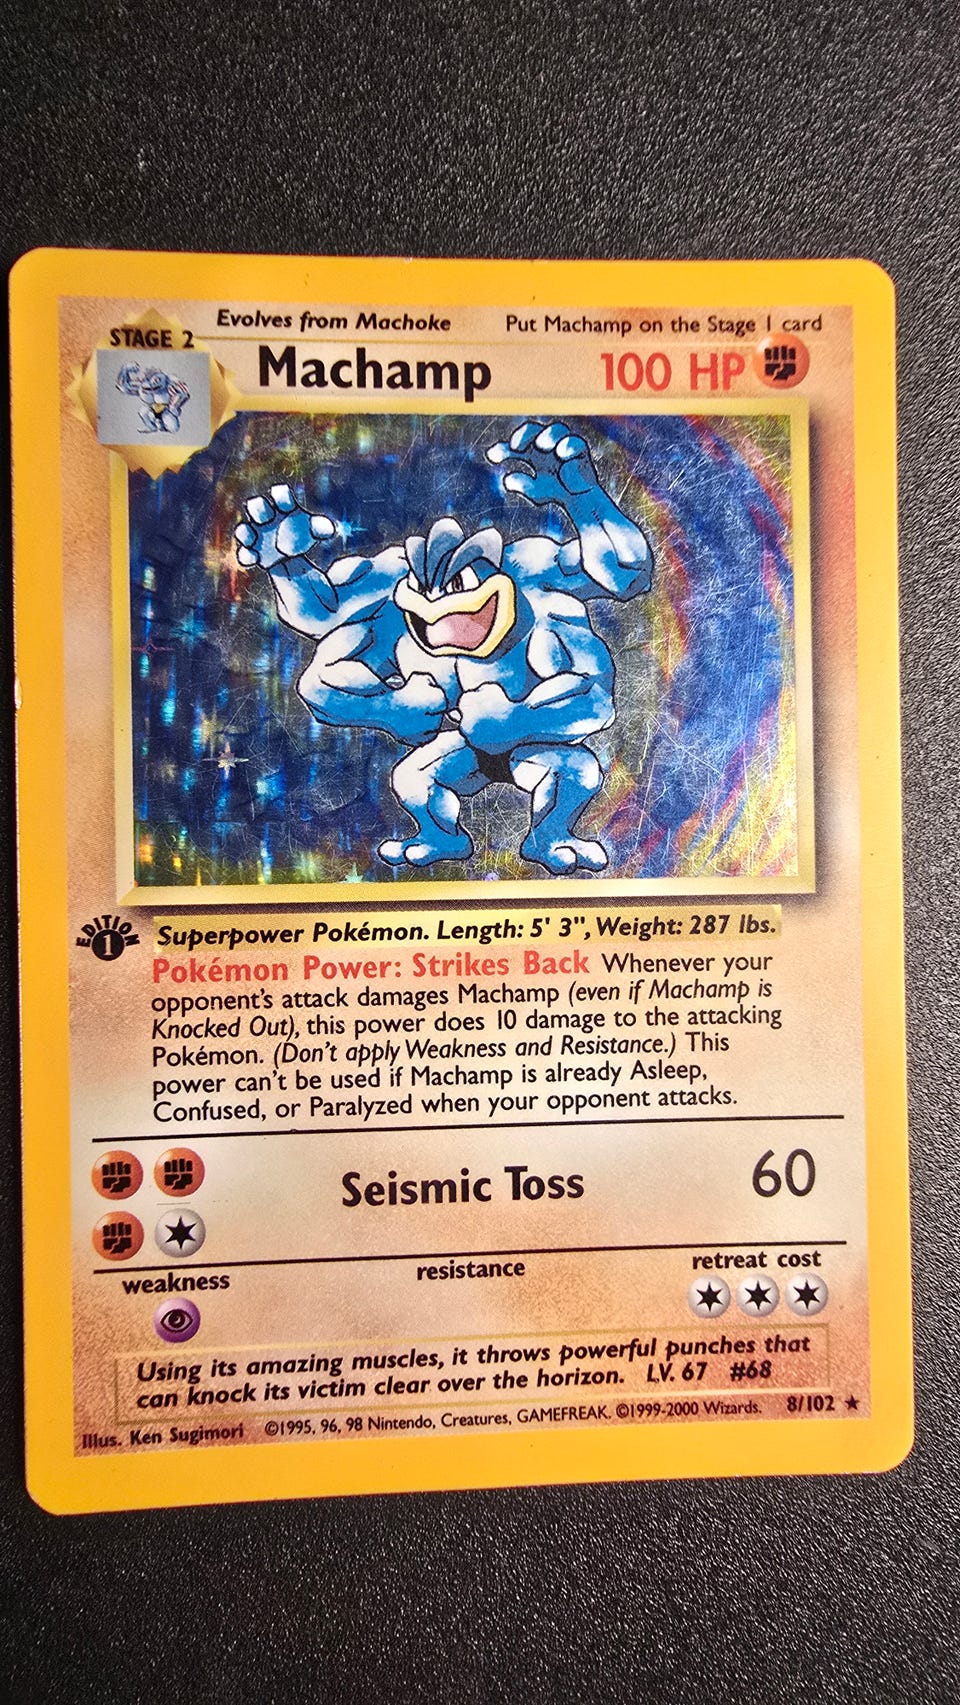 Evolves from Machoke Put Machamp on the Stage 1 card
STAGE 2
Machamp 100 HP
EDITION
1
Superpower Pokémon. Length: 5' 3", Weight: 287 lbs.
Pokémon Power: Strikes Back Whenever your
opponent's attack damages Machamp (even if Machamp is
Knocked Out), this power does 10 damage to the attacking
Pokémon. (Don't apply Weakness and Resistance.) This
power can't be used if Machamp is already Asleep,
Confused, or Paralyzed when your opponent attacks.
Seismic Toss 60
weakness resistance retreat cost
Using its amazing muscles, it throws powerful punches that
can knock its victim clear over the horizon. LV. 67 #68
Illus. Ken Sugimori ©1995, 96, 98 Nintendo, Creatures, GAMEFREAK. ©1999-2000 Wizards. 8/102 ★